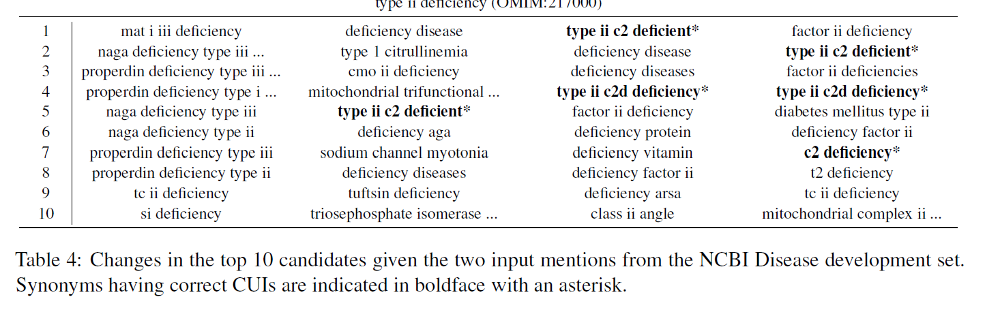 type ii deficiency (OMIM:217000)
1 mat i iii deficiency deficiency disease type ii c2 deficient* factor ii deficiency
2 naga deficiency type iii ... type 1 citrullinemia deficiency disease type ii c2 deficient*
3 properdin deficiency type iii ... cmo ii deficiency deficiency diseases factor ii deficiencies
4 properdin deficiency type i ... mitochondrial trifunctional ... type ii c2d deficiency* type ii c2d deficiency*
5 naga deficiency type iii type ii c2 deficient* factor ii deficiency diabetes mellitus type ii
6 naga deficiency type ii deficiency aga deficiency protein deficiency factor ii
7 properdin deficiency type iii sodium channel myotonia deficiency vitamin c2 deficiency*
8 properdin deficiency type ii deficiency diseases deficiency factor ii t2 deficiency
9 tc ii deficiency tuftsin deficiency deficiency arsa tc ii deficiency
10 si deficiency triosephosphate isomerase ... class ii angle mitochondrial complex ii ...
Table 4: Changes in the top 10 candidates given the two input mentions from the NCBI Disease development set.
Synonyms having correct CUIs are indicated in boldface with an asterisk.